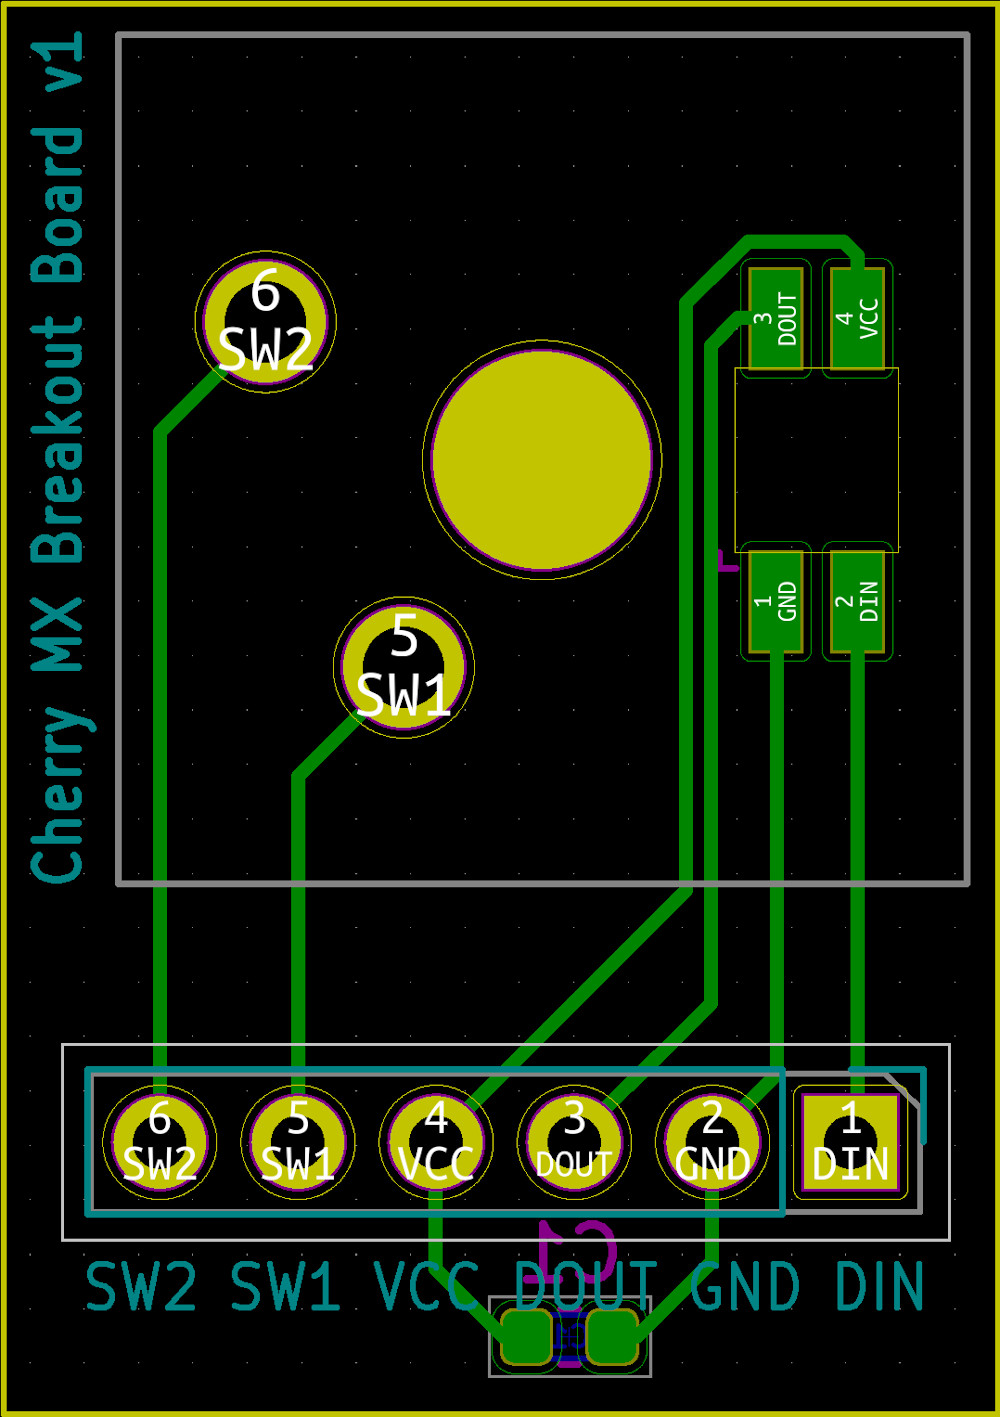 Cherry MX Breakout Board v1
6
SW2
3
DOUT
4
VCC
1
GND
2
DIN
5
SW1
6
SW2
5
SW1
4
VCC
3
DOUT
2
GND
1
DIN
C1
SW2 SW1 VCC DOUT GND DIN
C1